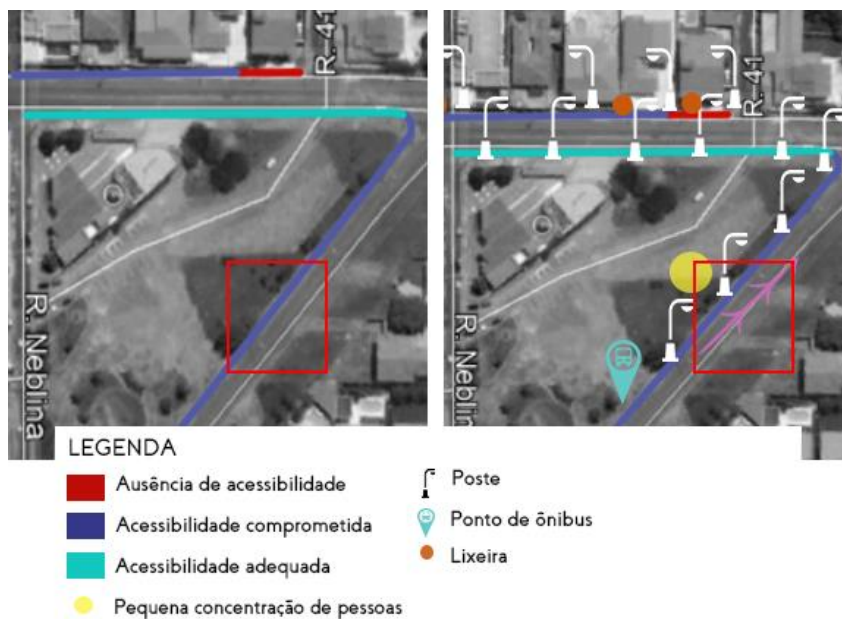 R. 41
R. Neblina
R. 41
R. Neblina
LEGENDA
Ausência de acessibilidade
Acessibilidade comprometida
Acessibilidade adequada
Pequena concentração de pessoas
Poste
Ponto de ônibus
Lixeira